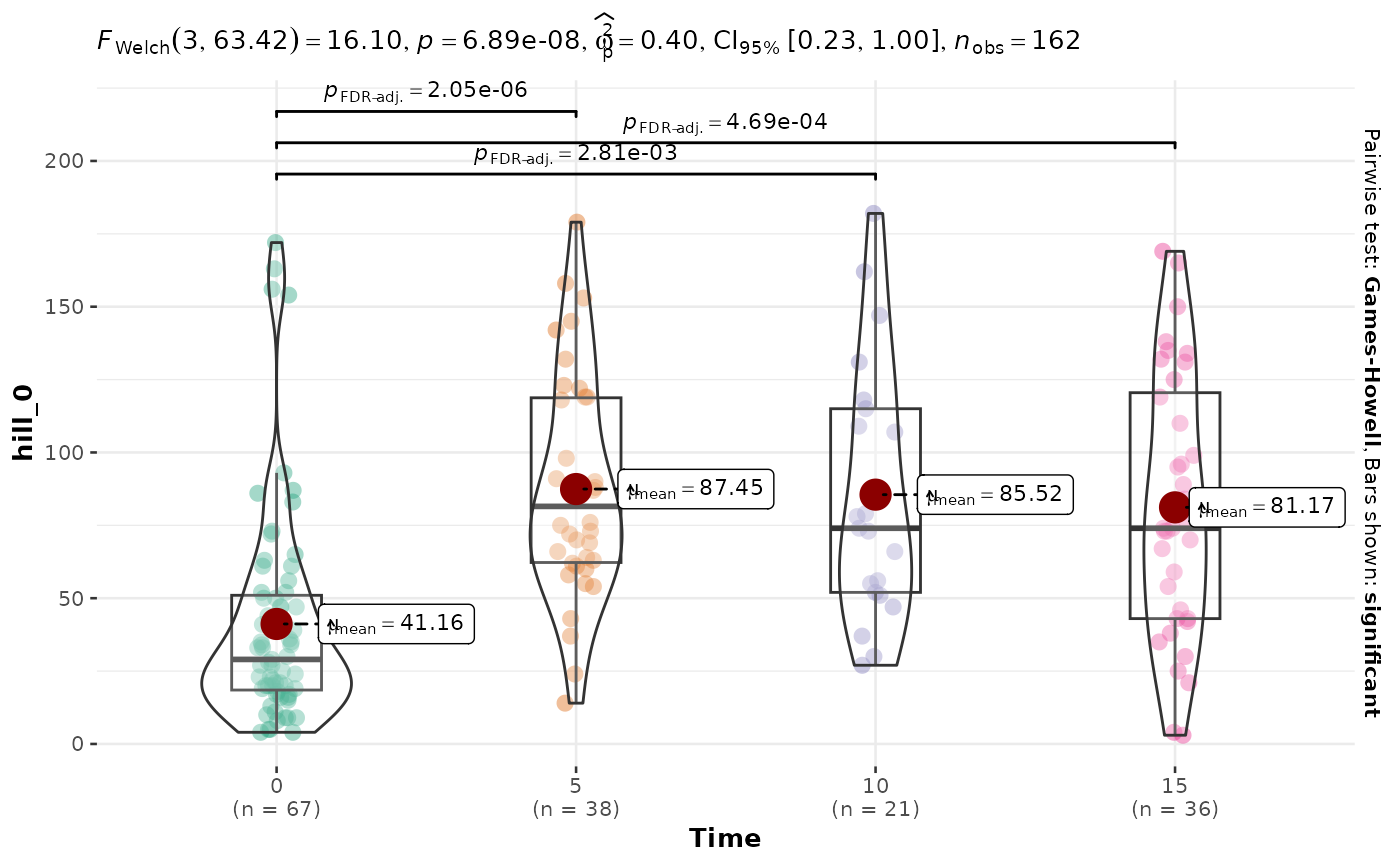 F Welch(3, 63.42) = 16.10, p = 6.89e-08, ω̂²p = 0.40, CI95% [0.23, 1.00], nobs = 162
pFDR-adj. = 2.05e-06
pFDR-adj. = 4.69e-04
pFDR-adj. = 2.81e-03
200
150
100
50
0
hill_0
μ̂mean = 41.16
μ̂mean = 87.45
μ̂mean = 85.52
μ̂mean = 81.17
0
(n = 67)
5
(n = 38)
10
(n = 21)
15
(n = 36)
Time
Pairwise test: Games-Howell, Bars shown: significant